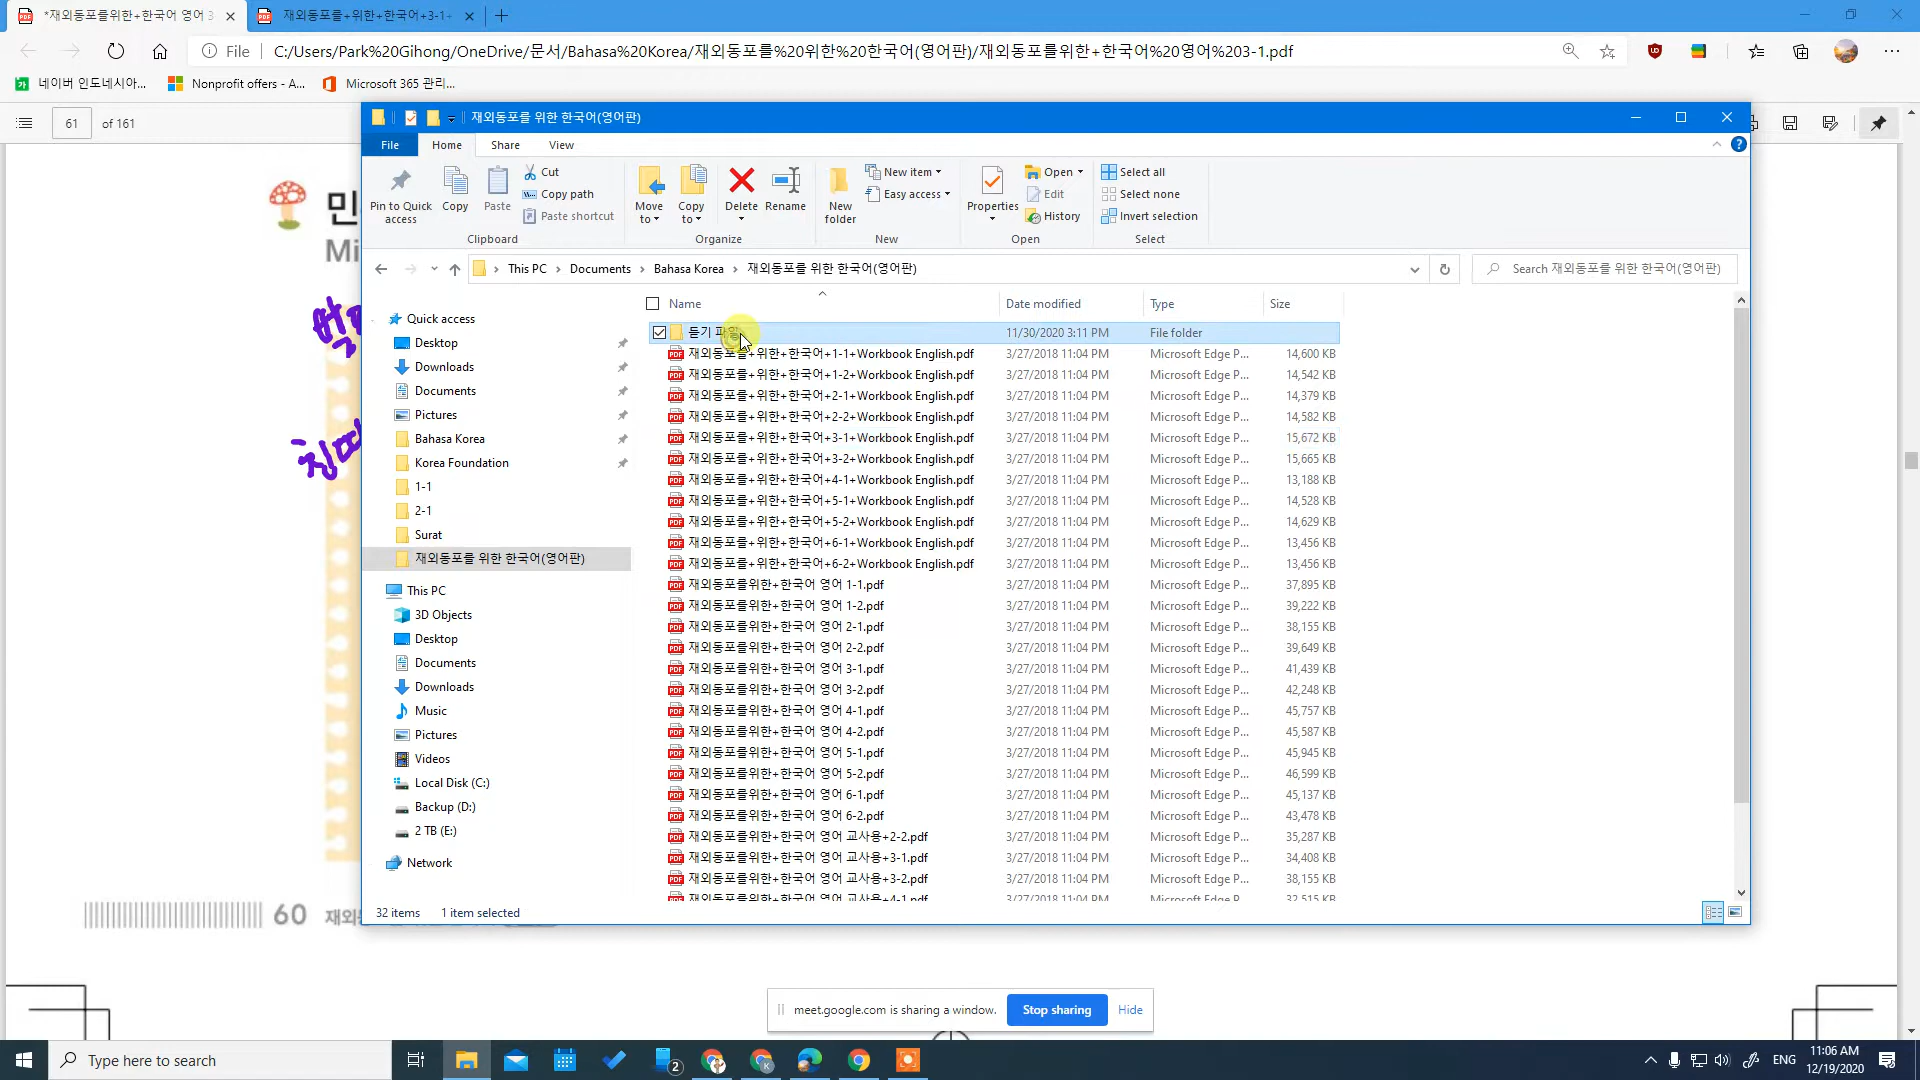 *재외동포를위한+한국어 영어 3
재외동포를+위한+한국어+3-1+
File
C:/Users/Park%20Gihong/OneDrive/문서/Bahasa%20Korea/재외동포를%20위한%20한국어(영어판)/재외동포를위한+한국어%20영어%203-1.pdf
네이버 인도네시아...
Nonprofit offers - A...
Microsoft 365 관리...
61 of 161
재외동포를 위한 한국어(영어판)
File Home Share View
Pin to Quick access
Copy
Paste
Cut
Copy path
Paste shortcut
Clipboard
Move to
Copy to
Delete
Rename
Organize
New folder
New item
Easy access
New
Properties
Open
Edit
History
Open
Select all
Select none
Invert selection
Select
This PC > Documents > Bahasa Korea > 재외동포를 위한 한국어(영어판)
Search 재외동포를 위한 한국어(영어판)
Quick access
Desktop
Downloads
Documents
Pictures
Bahasa Korea
Korea Foundation
1-1
2-1
Surat
재외동포를 위한 한국어(영어판)
This PC
3D Objects
Desktop
Documents
Downloads
Music
Pictures
Videos
Local Disk (C:)
Backup (D:)
2 TB (E:)
Network
Name Date modified Type Size
듣기 파일 11/30/2020 3:11 PM File folder
재외동포를+위한+한국어+1-1+Workbook English.pdf 3/27/2018 11:04 PM Microsoft Edge P... 14,600 KB
재외동포를+위한+한국어+1-2+Workbook English.pdf 3/27/2018 11:04 PM Microsoft Edge P... 14,542 KB
재외동포를+위한+한국어+2-1+Workbook English.pdf 3/27/2018 11:04 PM Microsoft Edge P... 14,379 KB
재외동포를+위한+한국어+2-2+Workbook English.pdf 3/27/2018 11:04 PM Microsoft Edge P... 14,582 KB
재외동포를+위한+한국어+3-1+Workbook English.pdf 3/27/2018 11:04 PM Microsoft Edge P... 15,672 KB
재외동포를+위한+한국어+3-2+Workbook English.pdf 3/27/2018 11:04 PM Microsoft Edge P... 15,665 KB
재외동포를+위한+한국어+4-1+Workbook English.pdf 3/27/2018 11:04 PM Microsoft Edge P... 13,188 KB
재외동포를+위한+한국어+5-1+Workbook English.pdf 3/27/2018 11:04 PM Microsoft Edge P... 14,528 KB
재외동포를+위한+한국어+5-2+Workbook English.pdf 3/27/2018 11:04 PM Microsoft Edge P... 14,629 KB
재외동포를+위한+한국어+6-1+Workbook English.pdf 3/27/2018 11:04 PM Microsoft Edge P... 13,456 KB
재외동포를+위한+한국어+6-2+Workbook English.pdf 3/27/2018 11:04 PM Microsoft Edge P... 13,456 KB
재외동포를위한+한국어 영어 1-1.pdf 3/27/2018 11:04 PM Microsoft Edge P... 37,895 KB
재외동포를위한+한국어 영어 1-2.pdf 3/27/2018 11:04 PM Microsoft Edge P... 39,222 KB
재외동포를위한+한국어 영어 2-1.pdf 3/27/2018 11:04 PM Microsoft Edge P... 38,155 KB
재외동포를위한+한국어 영어 2-2.pdf 3/27/2018 11:04 PM Microsoft Edge P... 39,649 KB
재외동포를위한+한국어 영어 3-1.pdf 3/27/2018 11:04 PM Microsoft Edge P... 41,439 KB
재외동포를위한+한국어 영어 3-2.pdf 3/27/2018 11:04 PM Microsoft Edge P... 42,248 KB
재외동포를위한+한국어 영어 4-1.pdf 3/27/2018 11:04 PM Microsoft Edge P... 45,757 KB
재외동포를위한+한국어 영어 4-2.pdf 3/27/2018 11:04 PM Microsoft Edge P... 45,587 KB
재외동포를위한+한국어 영어 5-1.pdf 3/27/2018 11:04 PM Microsoft Edge P... 45,945 KB
재외동포를위한+한국어 영어 5-2.pdf 3/27/2018 11:04 PM Microsoft Edge P... 46,599 KB
재외동포를위한+한국어 영어 6-1.pdf 3/27/2018 11:04 PM Microsoft Edge P... 45,137 KB
재외동포를위한+한국어 영어 6-2.pdf 3/27/2018 11:04 PM Microsoft Edge P... 43,478 KB
재외동포를위한+한국어 영어 교사용+2-2.pdf 3/27/2018 11:04 PM Microsoft Edge P... 35,287 KB
재외동포를위한+한국어 영어 교사용+3-1.pdf 3/27/2018 11:04 PM Microsoft Edge P... 34,408 KB
재외동포를위한+한국어 영어 교사용+3-2.pdf 3/27/2018 11:04 PM Microsoft Edge P... 38,155 KB
재외동포를위한+한국어 영어 교사용+4-1.pdf 3/27/2018 11:04 PM Microsoft Edge P... 32,515 KB
32 items 1 item selected
민
Mi
60 재외
meet.google.com is sharing a window. Stop sharing Hide
Type here to search
2
ENG
11:06 AM
12/19/2020